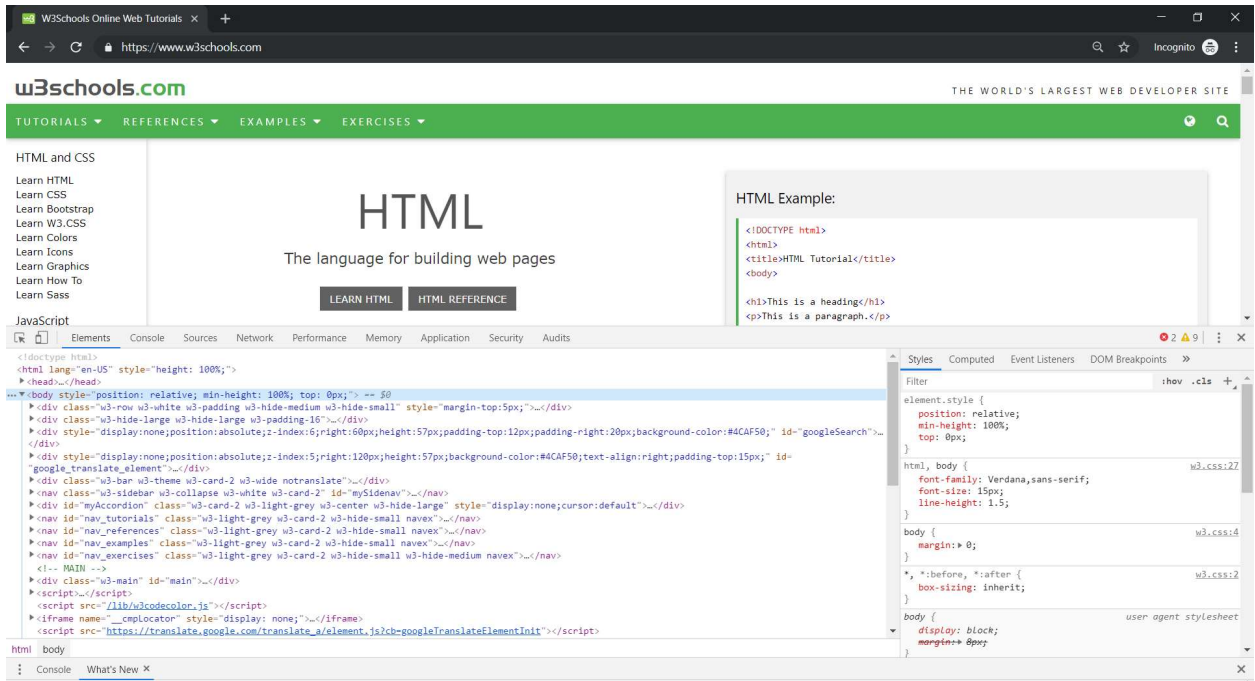 W3Schools Online Web Tutorials × +
https://www.w3schools.com Incognito
w3schools.com THE WORLD'S LARGEST WEB DEVELOPER SITE
TUTORIALS REFERENCES EXAMPLES EXERCISES
HTML and CSS
Learn HTML
Learn CSS
Learn Bootstrap
Learn W3.CSS
Learn Colors
Learn Icons
Learn Graphics
Learn How To
Learn Sass
JavaScript
HTML
The language for building web pages
LEARN HTML HTML REFERENCE
HTML Example:
<!DOCTYPE html>
<html>
<title>HTML Tutorial</title>
<body>
<h1>This is a heading</h1>
<p>This is a paragraph.</p>
Elements Console Sources Network Performance Memory Application Security Audits 2 9
<!doctype html>
<html lang="en-US" style="height: 100%;">
<head>…</head>
<body style="position: relative; min-height: 100%; top: 0px;"> == $0
<div class="w3-row w3-white w3-padding w3-hide-medium w3-hide-small" style="margin-top:5px;">…</div>
<div class="w3-hide-large w3-hide-large w3-padding-16">…</div>
<div style="display:none;position:absolute;z-index:6;right:60px;height:57px;padding-top:12px;padding-right:20px;background-color:#4CAF50;" id="googleSearch">…
</div>
<div style="display:none;position:absolute;z-index:5;right:120px;height:57px;background-color:#4CAF50;text-align:right;padding-top:15px;" id=
"google_translate_element">…</div>
<div class="w3-bar w3-theme w3-card-2 w3-wide notranslate">…</div>
<nav class="w3-sidebar w3-collapse w3-white w3-card-2" id="mySidenav">…</nav>
<div id="myAccordion" class="w3-card-2 w3-light-grey w3-center w3-hide-large" style="display:none;cursor:default">…</div>
<nav id="nav_tutorials" class="w3-light-grey w3-card-2 w3-hide-small navex">…</nav>
<nav id="nav_references" class="w3-light-grey w3-card-2 w3-hide-small navex">…</nav>
<nav id="nav_examples" class="w3-light-grey w3-card-2 w3-hide-small navex">…</nav>
<nav id="nav_exercises" class="w3-light-grey w3-card-2 w3-hide-small w3-hide-medium navex">…</nav>
<!-- MAIN -->
<div class="w3-main" id="main">…</div>
<script>…</script>
<script src="/lib/w3codecolor.js"></script>
<iframe name="__cmpLocator" style="display: none;">…</iframe>
<script src="https://translate.google.com/translate_a/element.js?cb=googleTranslateElementInit"></script>
html body
Styles Computed Event Listeners DOM Breakpoints »
Filter :hov .cls +
element.style {
position: relative;
min-height: 100%;
top: 0px;
}
html, body { w3.css:27
font-family: Verdana,sans-serif;
font-size: 15px;
line-height: 1.5;
}
body { w3.css:4
margin: 0;
}
*, *:before, *:after { w3.css:2
box-sizing: inherit;
}
body { user agent stylesheet
display: block;
margin: 8px;
}
Console What's New ×